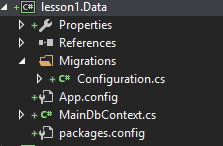 lesson1.Data
Properties
References
Migrations
Configuration.cs
App.config
MainDbContext.cs
packages.config